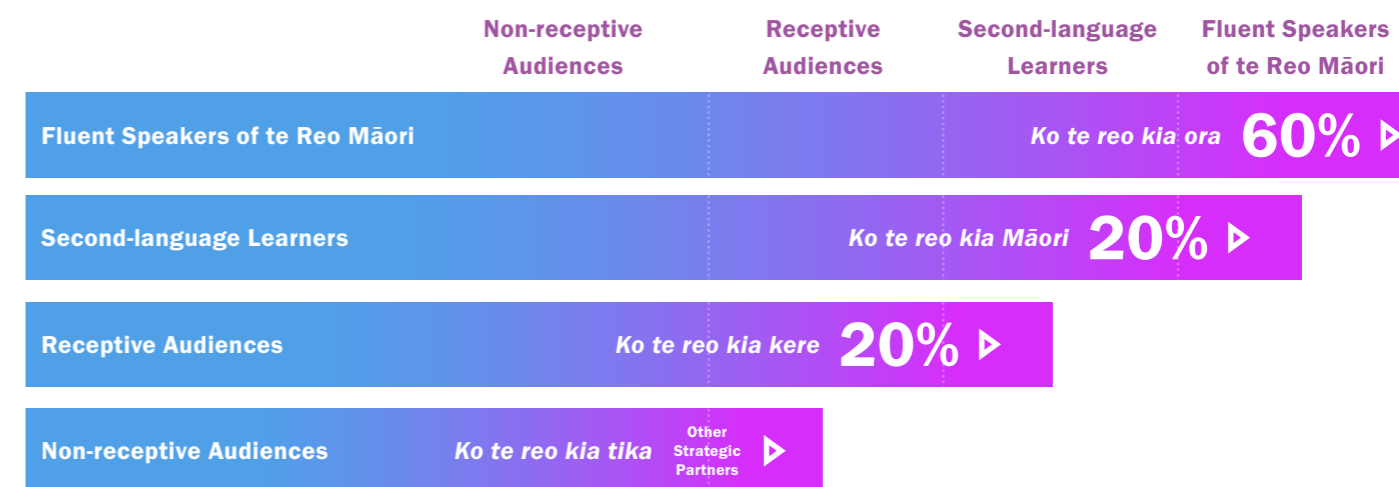 Non-receptive Audiences
Receptive Audiences
Second-language Learners
Fluent Speakers of te Reo Māori
Fluent Speakers of te Reo Māori Ko te reo kia ora 60%
Second-language Learners Ko te reo kia Māori 20%
Receptive Audiences Ko te reo kia kere 20%
Non-receptive Audiences Ko te reo kia tika Other Strategic Partners